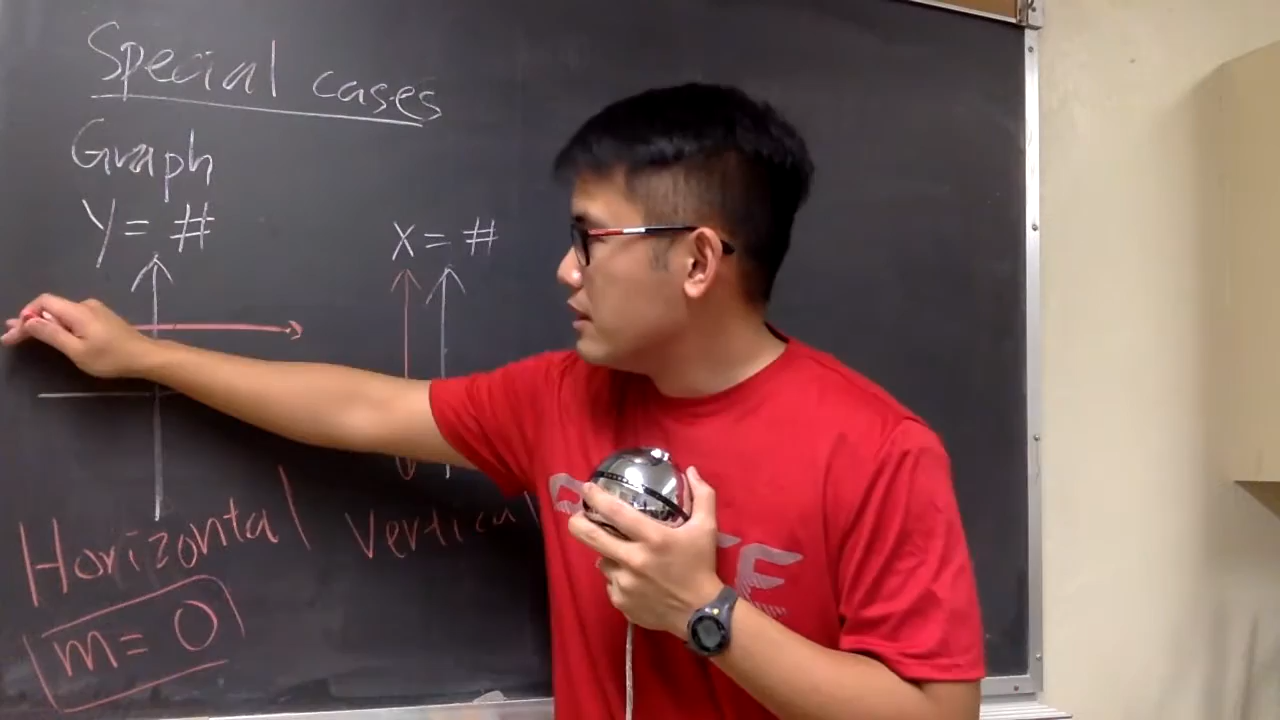 Special cases
Graph
y = #
x = #
Horizontal
Vertical
m = 0